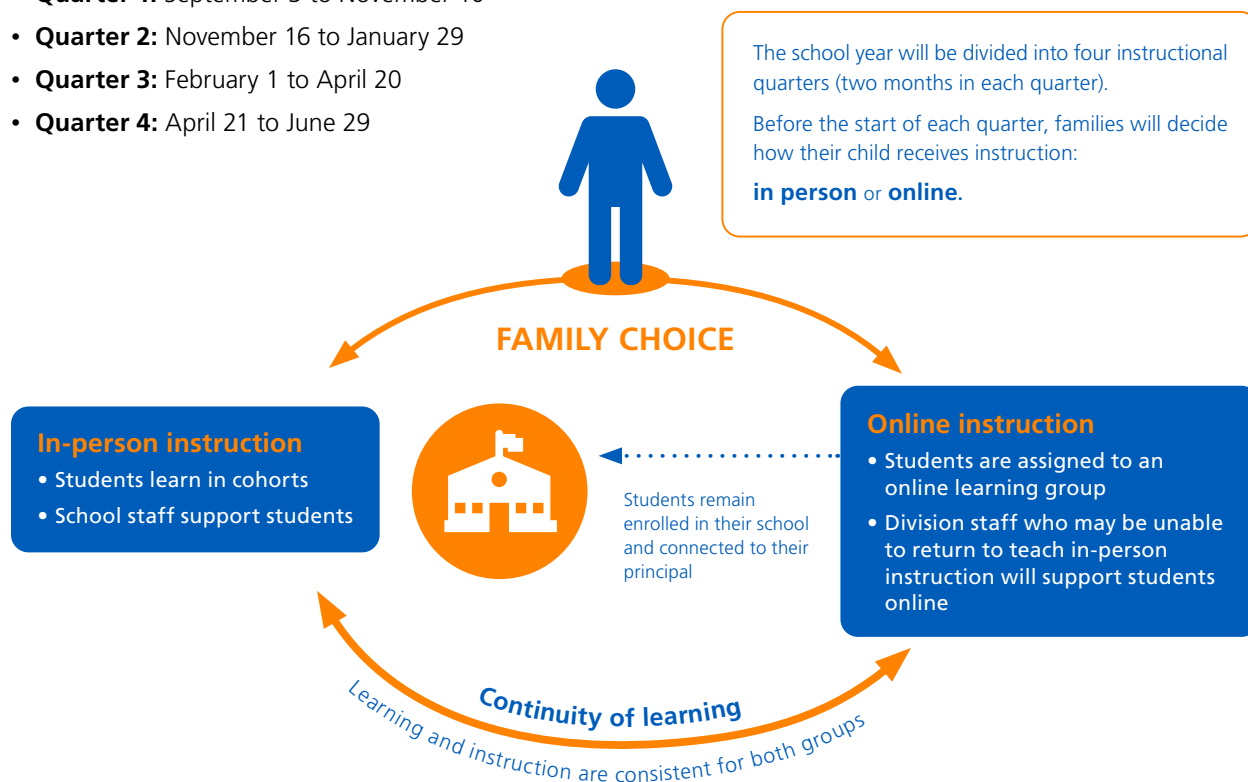 • Quarter 2: November 16 to January 29
• Quarter 3: February 1 to April 20
• Quarter 4: April 21 to June 29
The school year will be divided into four instructional
quarters (two months in each quarter).
Before the start of each quarter, families will decide
how their child receives instruction:
in person or online.
FAMILY CHOICE
In-person instruction
• Students learn in cohorts
• School staff support students
Students remain
enrolled in their school
and connected to their
principal
Online instruction
• Students are assigned to an
online learning group
• Division staff who may be unable
to return to teach in-person
instruction will support students
online
Continuity of learning
Learning and instruction are consistent for both groups